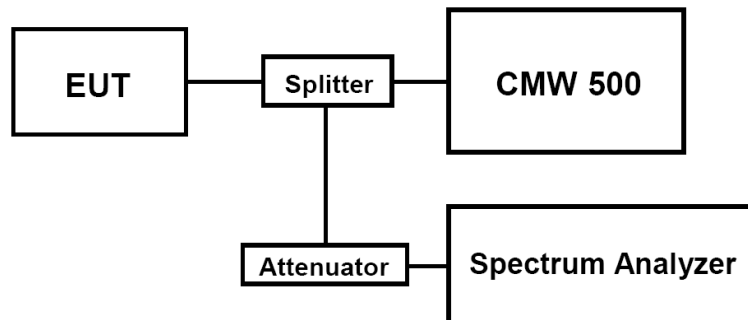 EUT
Splitter
CMW 500
Attenuator
Spectrum Analyzer